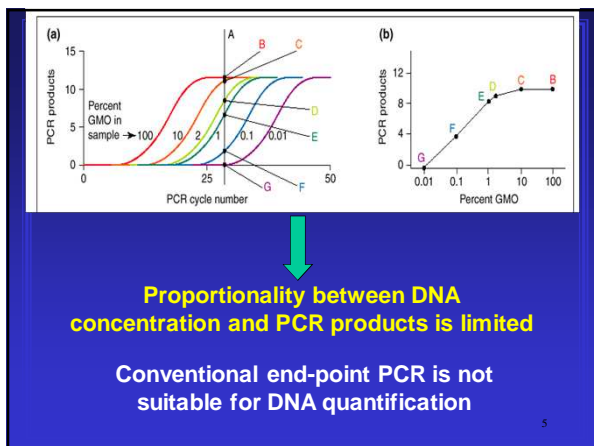 (a)
A
B
C
15
10
5
0
PCR products
Percent
GMO in
sample
100
10
2
1
0.1
0.01
D
E
F
G
0
25
50
PCR cycle number
(b)
12
8
4
0
PCR products
G
F
E
D
C
B
0.01
0.1
1
10
100
Percent GMO
Proportionality between DNA
concentration and PCR products is limited
Conventional end-point PCR is not
suitable for DNA quantification
5